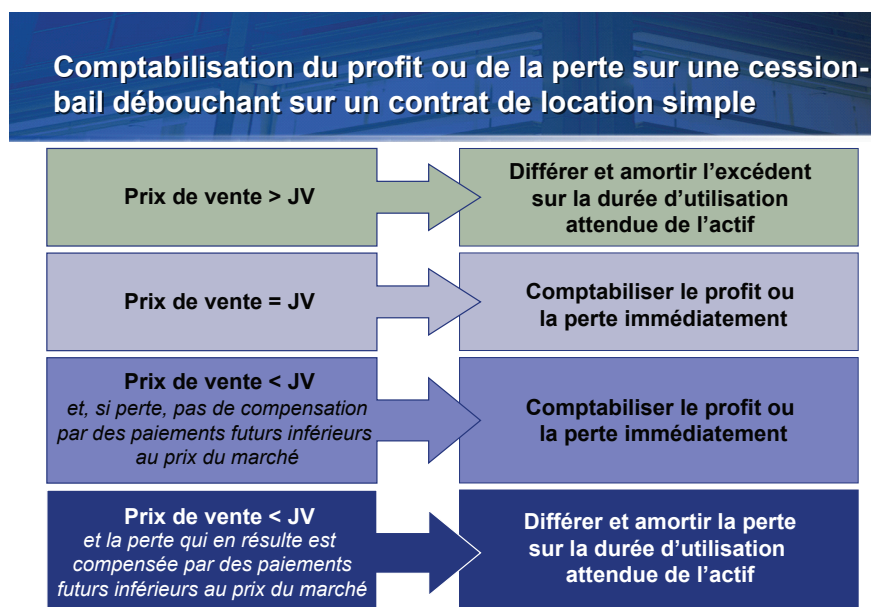 Comptabilisation du profit ou de la perte sur une cession-
bail débouchant sur un contrat de location simple
Prix de vente > JV
Différer et amortir l'excédent
sur la durée d'utilisation
attendue de l'actif
Prix de vente = JV
Comptabiliser le profit ou
la perte immédiatement
Prix de vente < JV
et, si perte, pas de compensation
par des paiements futurs inférieurs
au prix du marché
Comptabiliser le profit ou
la perte immédiatement
Prix de vente < JV
et la perte qui en résulte est
compensée par des paiements
futurs inférieurs au prix du marché
Différer et amortir la perte
sur la durée d'utilisation
attendue de l'actif